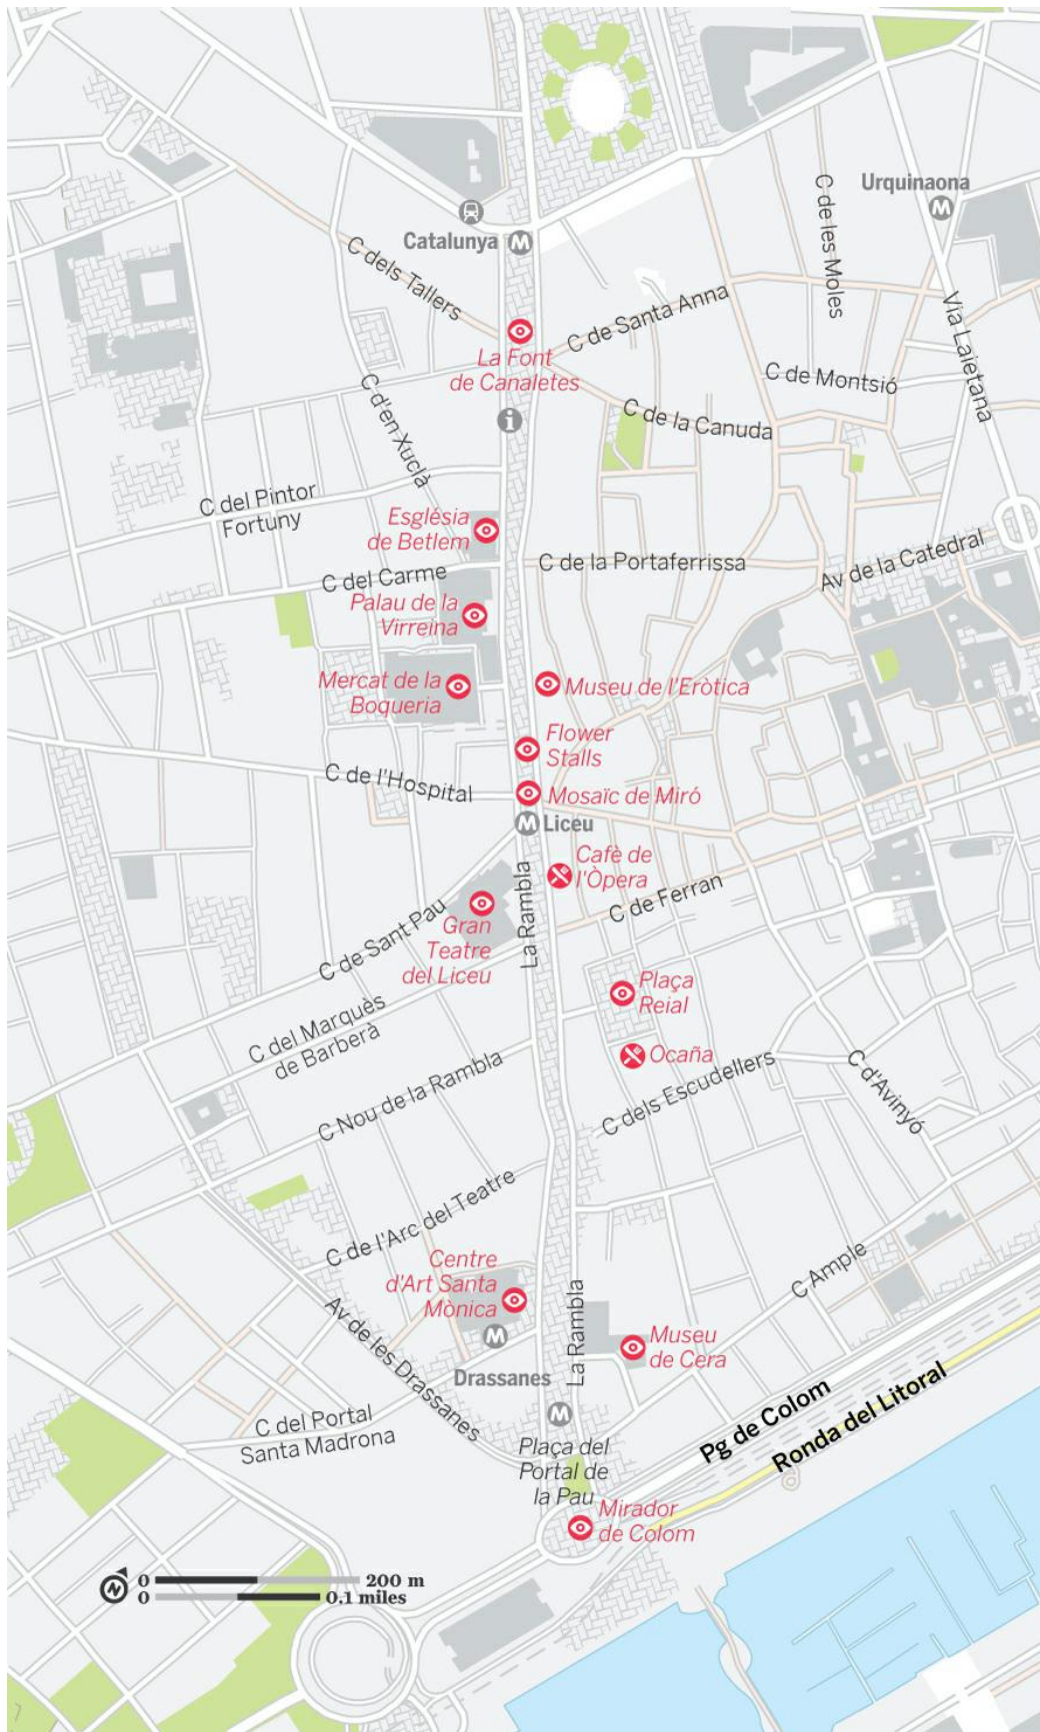 Urquinaona
M
Catalunya
M
C de les Moles
C dels Tallers
C de Santa Anna
Via Laietana
La Font
de Canaletes
C de Montsió
C d'en Xuclà
i
C de la Canuda
C del Pintor
Fortuny
Església
de Betlem
C de la Portaferrissa
Av de la Catedral
C del Carme
Palau de la
Virreina
Mercat de la
Boqueria
Museu de l'Eròtica
Flower
Stalls
C de l'Hospital
Mosaïc de Miró
M
Liceu
Cafè de
l'Òpera
La Rambla
C de Ferran
C de Sant Pau
Gran
Teatre
del Liceu
Plaça
Reial
C del Marquès
de Barberà
Ocaña
C Nou de la Rambla
C dels Escudellers
C d'Avinyó
C de l'Arc del Teatre
Centre
d'Art Santa
Mònica
C Ample
Av de les Drassanes
M
La Rambla
Museu
de Cera
Drassanes
M
C del Portal
Santa Madrona
Pg de Colom
Ronda del Litoral
Plaça del
Portal de
la Pau
Mirador
de Colom
N
0 200 m
0 0.1 miles